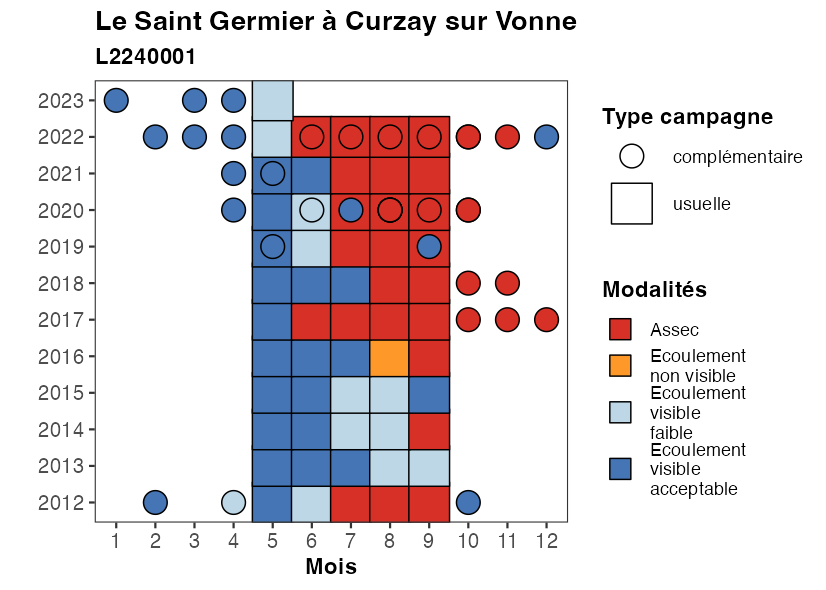 Le Saint Germier à Curzay sur Vonne
L2240001
2023
2022
2021
2020
2019
2018
2017
2016
2015
2014
2013
2012
1 2 3 4 5 6 7 8 9 10 11 12
Mois
Type campagne
complémentaire
usuelle
Modalités
Assec
Ecoulement
non visible
Ecoulement
visible
faible
Ecoulement
visible
acceptable